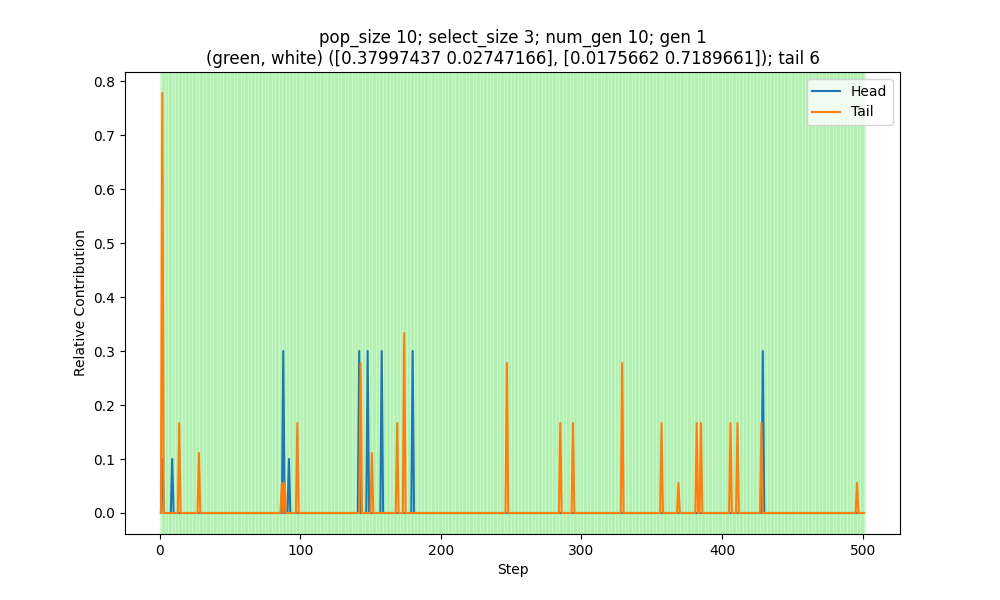 pop_size 10; select_size 3; num_gen 10; gen 1
(green, white) ([0.37997437 0.02747166], [0.0175662 0.7189661]); tail 6
Head
Tail
Relative Contribution
0.8
0.7
0.6
0.5
0.4
0.3
0.2
0.1
0.0
0 100 200 300 400 500
Step